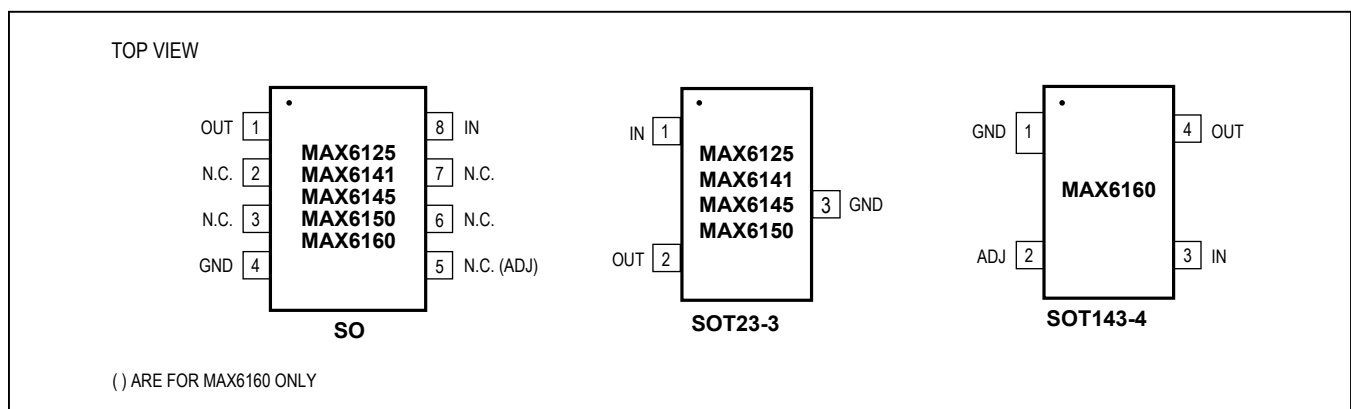 TOP VIEW
OUT 1
N.C. 2
N.C. 3
GND 4
MAX6125
MAX6141
MAX6145
MAX6150
MAX6160
8 IN
7 N.C.
6 N.C.
5 N.C. (ADJ)
SO
IN 1
OUT 2
MAX6125
MAX6141
MAX6145
MAX6150
3 GND
SOT23-3
GND 1
ADJ 2
MAX6160
4 OUT
3 IN
SOT143-4
( ) ARE FOR MAX6160 ONLY